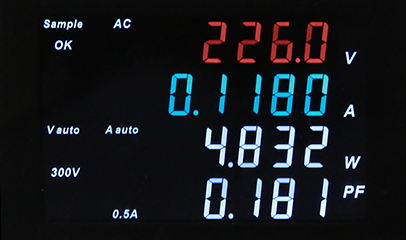 Sample AC 226.0 V
OK
0.1180 A
V auto A auto 4.832 W
300V
0.181 PF
0.5A